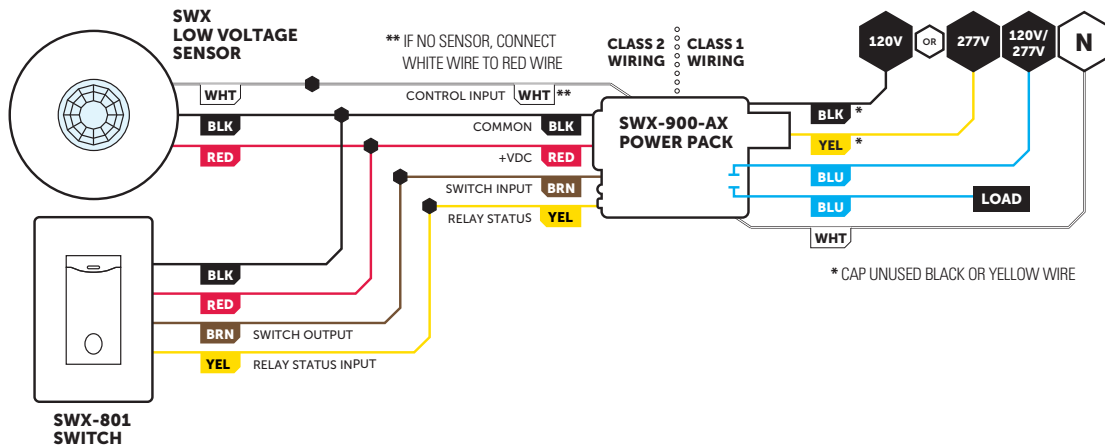 SWX
LOW VOLTAGE
SENSOR
** IF NO SENSOR, CONNECT
WHITE WIRE TO RED WIRE
CLASS 2
WIRING
CLASS 1
WIRING
120V
OR
277V
120V/
277V
N
WHT
CONTROL INPUT
WHT
**
BLK
COMMON
BLK
RED
+VDC
RED
SWITCH INPUT
BRN
RELAY STATUS
YEL
SWX-900-AX
POWER PACK
BLK
*
YEL
*
BLU
BLU
LOAD
WHT
* CAP UNUSED BLACK OR YELLOW WIRE
BLK
RED
BRN
SWITCH OUTPUT
YEL
RELAY STATUS INPUT
SWX-801
SWITCH